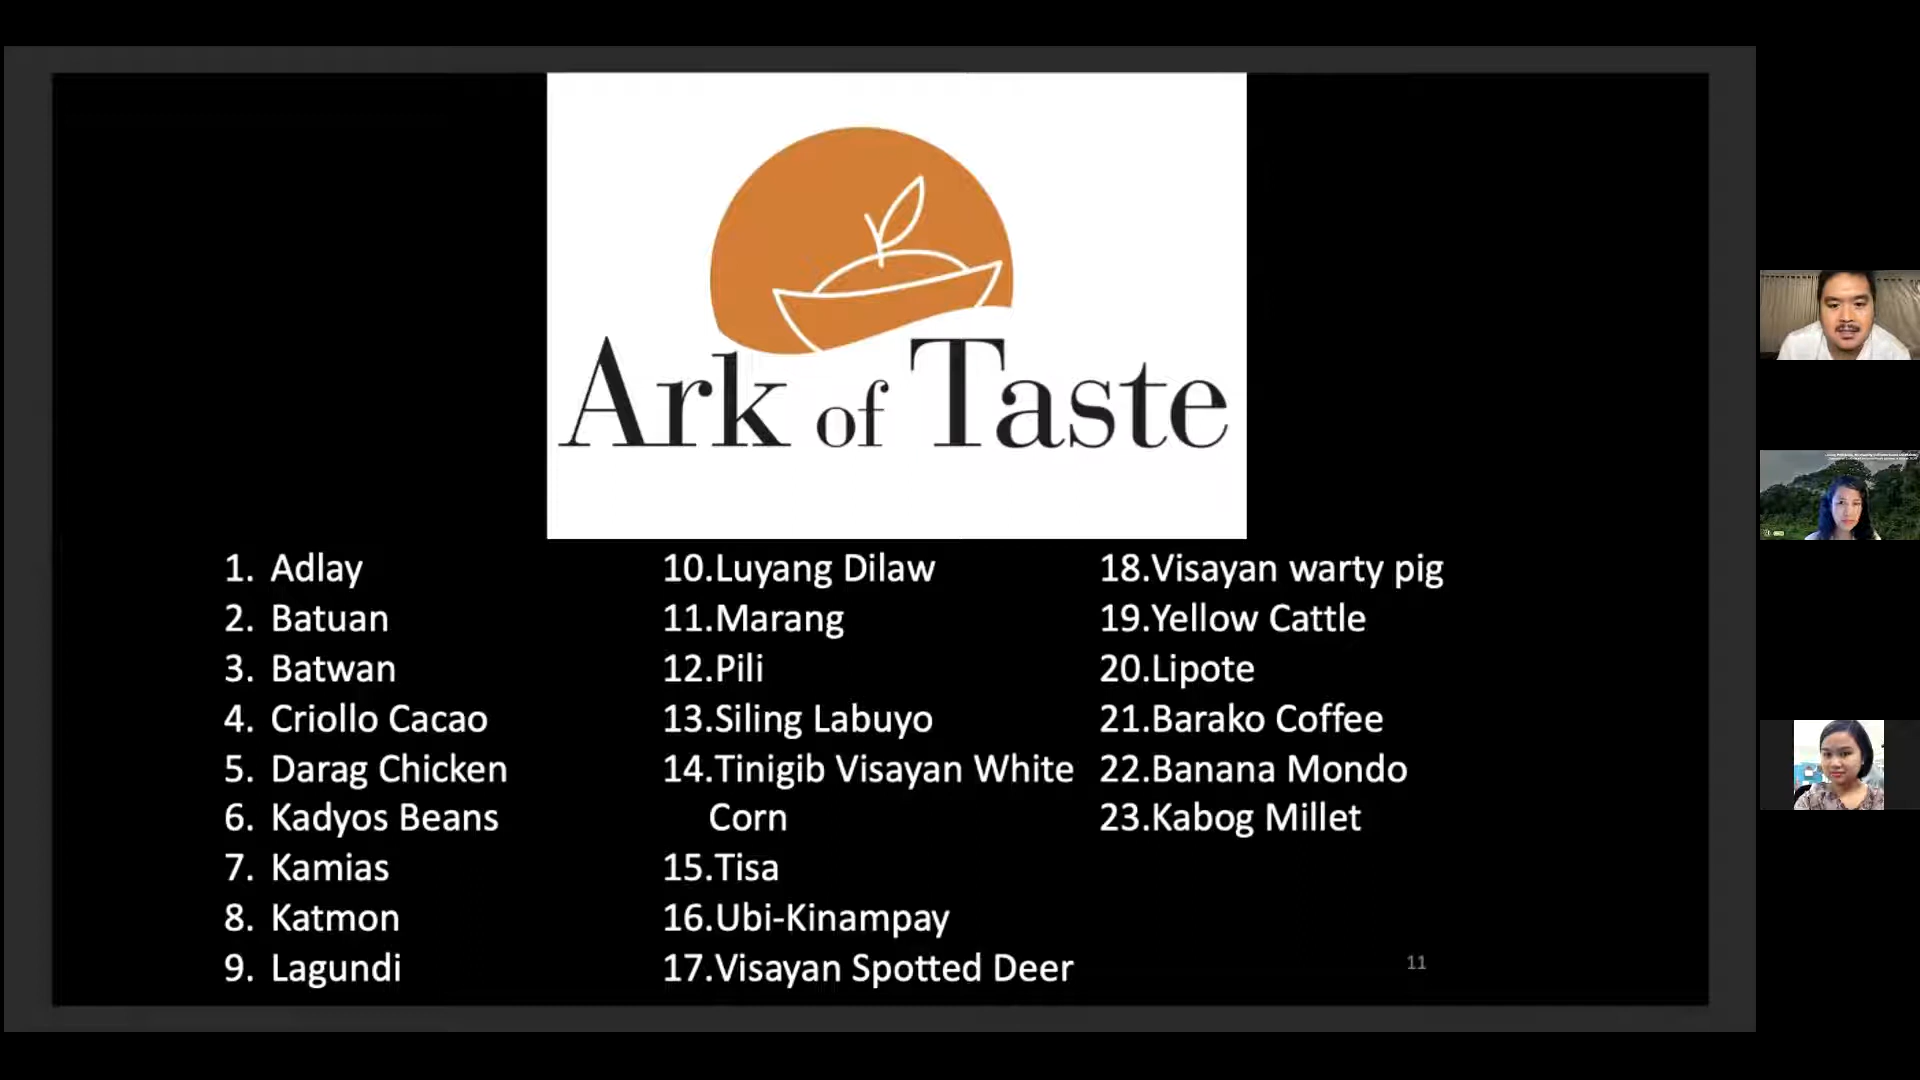 Ark of Taste
1. Adlay
2. Batuan
3. Batwan
4. Criollo Cacao
5. Darag Chicken
6. Kadyos Beans
7. Kamias
8. Katmon
9. Lagundi
10.Luyang Dilaw
11.Marang
12.Pili
13.Siling Labuyo
14.Tinigib Visayan White
Corn
15.Tisa
16.Ubi-Kinampay
17.Visayan Spotted Deer
18.Visayan warty pig
19.Yellow Cattle
20.Lipote
21.Barako Coffee
22.Banana Mondo
23.Kabog Millet
11